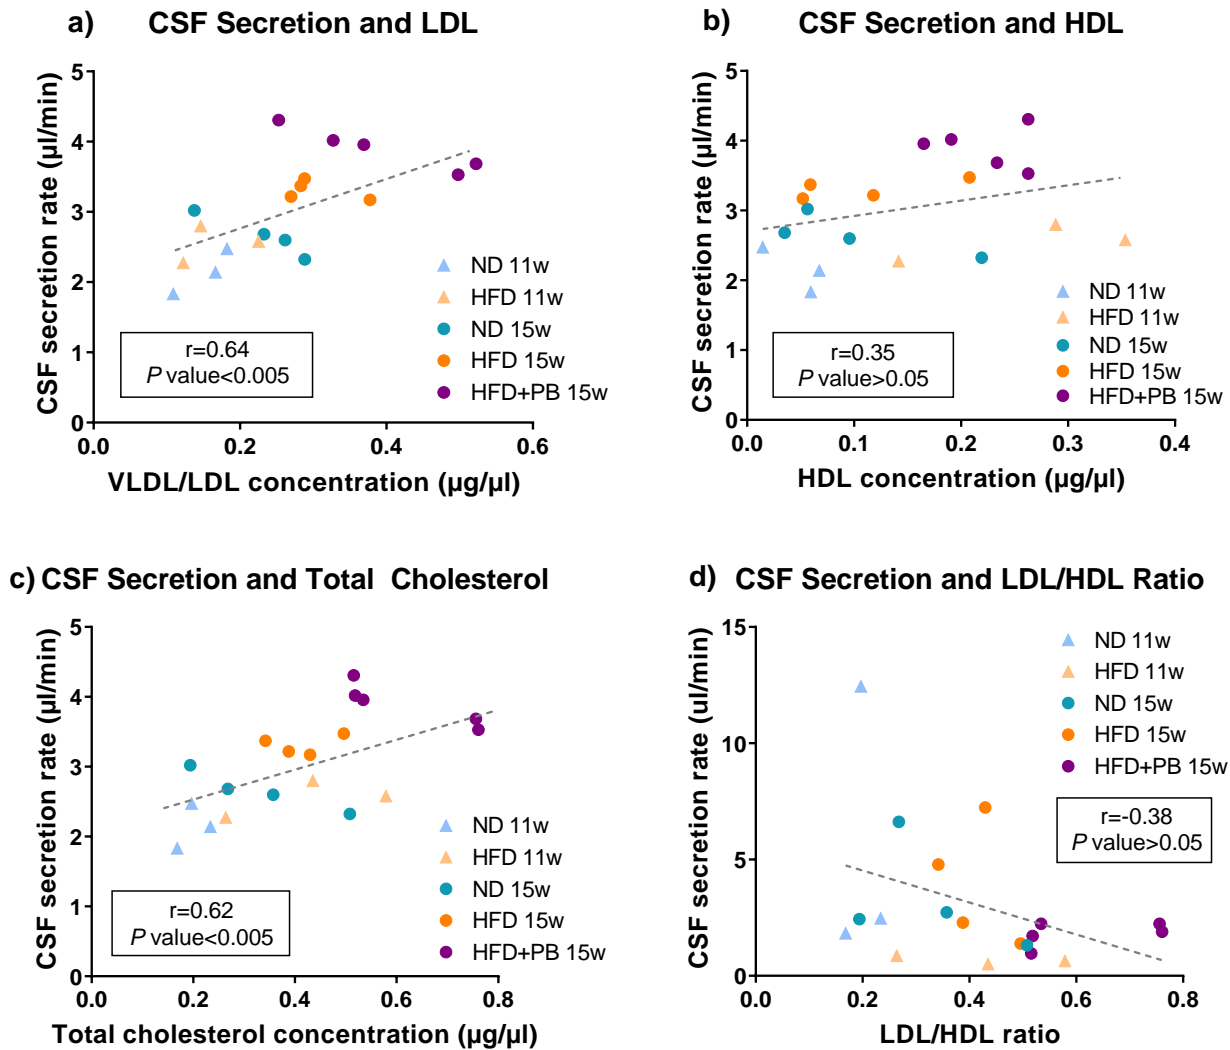 a) CSF Secretion and LDL
5
4
3
2
1
0
CSF secretion rate (µl/min)
0.0 0.2 0.4 0.6
VLDL/LDL concentration (µg/µl)
ND 11w
HFD 11w
ND 15w
HFD 15w
HFD+PB 15w
r=0.64
P value<0.005
b) CSF Secretion and HDL
5
4
3
2
1
0
CSF secretion rate (µl/min)
0.0 0.1 0.2 0.3 0.4
HDL concentration (µg/µl)
ND 11w
HFD 11w
ND 15w
HFD 15w
HFD+PB 15w
r=0.35
P value>0.05
c) CSF Secretion and Total Cholesterol
5
4
3
2
1
0
CSF secretion rate (µl/min)
0.0 0.2 0.4 0.6 0.8
Total cholesterol concentration (µg/µl)
ND 11w
HFD 11w
ND 15w
HFD 15w
HFD+PB 15w
r=0.62
P value<0.005
d) CSF Secretion and LDL/HDL Ratio
15
10
5
0
CSF secretion rate (ul/min)
0.0 0.2 0.4 0.6 0.8
LDL/HDL ratio
ND 11w
HFD 11w
ND 15w
HFD 15w
HFD+PB 15w
r=-0.38
P value>0.05